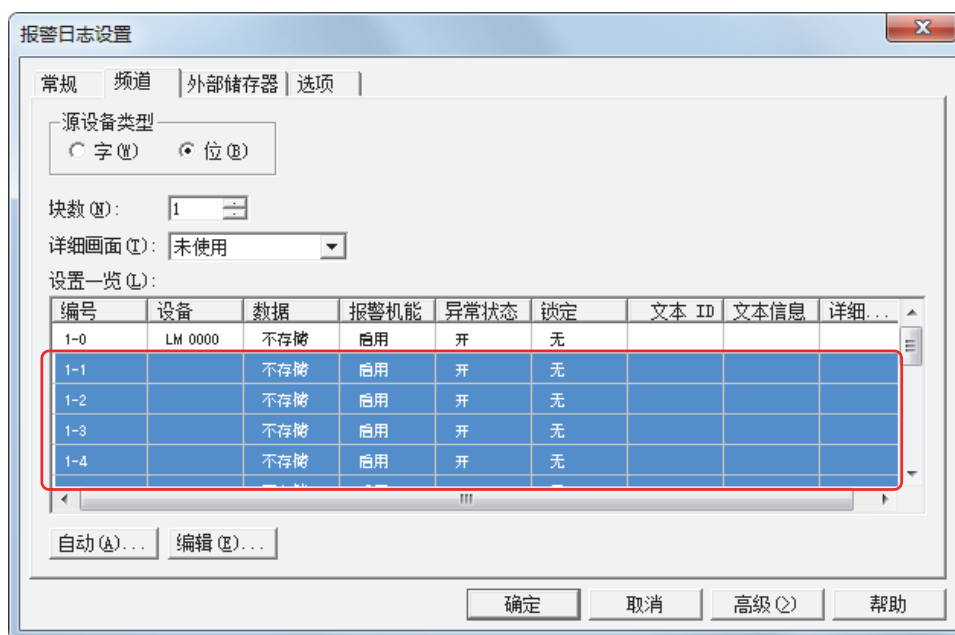 报警日志设置
常规 频道 外部储存器 选项
源设备类型
字(W) 位(B)
块数(N): 1
详细画面(T): 未使用
设置一览(L):
编号 设备 数据 报警机能 异常状态 锁定 文本 ID 文本信息 详细...
1-0 LM 0000 不存储 启用 开 无
1-1 不存储 启用 开 无
1-2 不存储 启用 开 无
1-3 不存储 启用 开 无
1-4 不存储 启用 开 无
自动(A)... 编辑(E)...
确定 取消 高级(>) 帮助